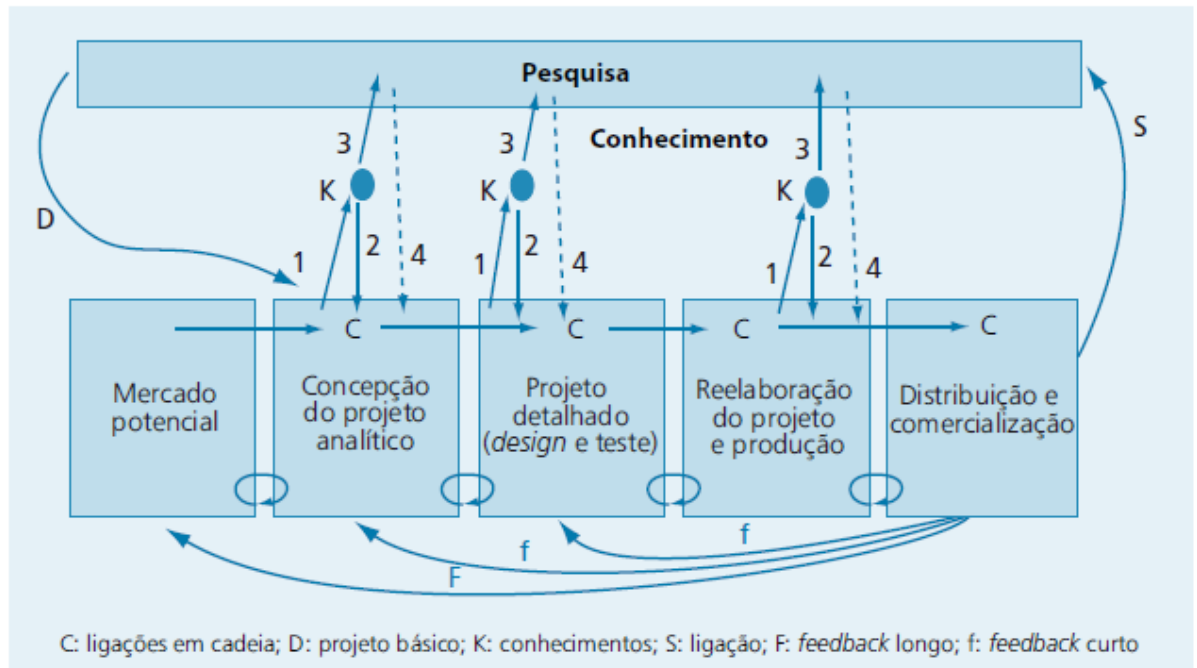 Pesquisa
Conhecimento
S
3
3
3
K
K
K
D
1
2
4
1
2
4
1
2
4
C
C
C
C
Mercado
potencial
Concepção
do projeto
analítico
Projeto
detalhado
(design e teste)
Reelaboração
do projeto
e produção
Distribuição e
comercialização
f
f
F
C: ligações em cadeia; D: projeto básico; K: conhecimentos; S: ligação; F: feedback longo; f: feedback curto